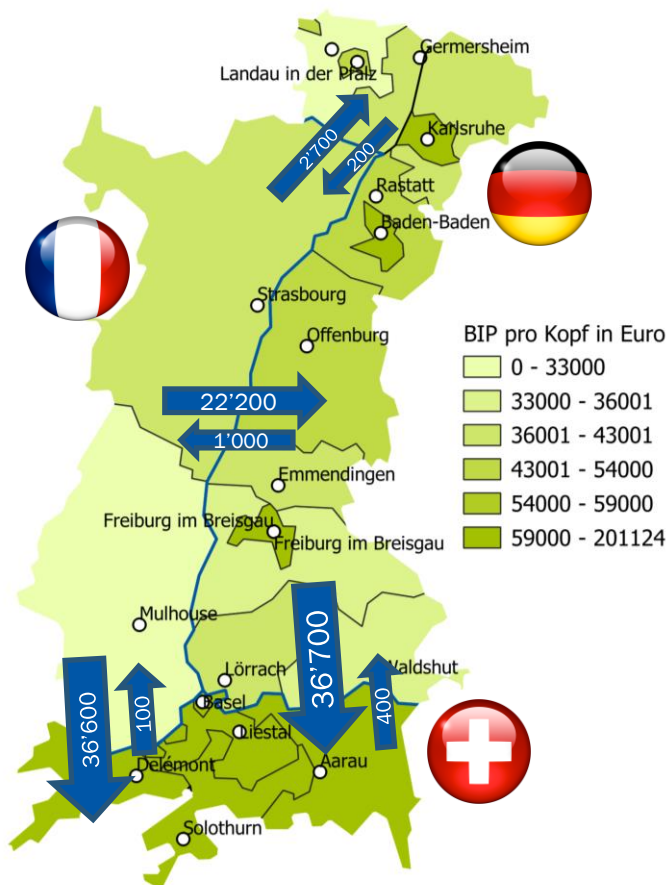 Germersheim
Landau in der Pfalz
Karlsruhe
2'700
200
Rastatt
Baden-Baden
Strasbourg
Offenburg
BIP pro Kopf in Euro
0 - 33000
33000 - 36001
36001 - 43001
43001 - 54000
54000 - 59000
59000 - 201124
22'200
1'000
Emmendingen
Freiburg im Breisgau
Freiburg im Breisgau
Mulhouse
36'700
Lörrach
Waldshut
Basel
36'600
100
400
Liestal
Delémont
Aarau
Solothurn